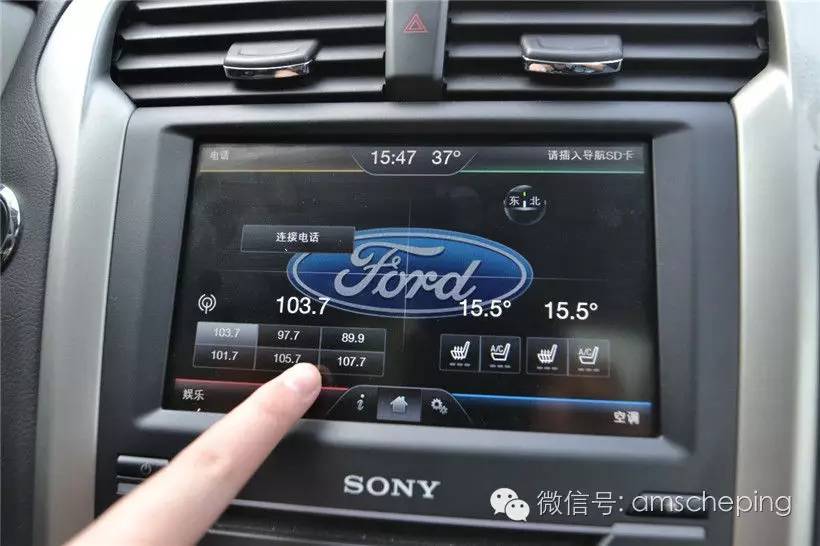 电话
15:47 37°
请插入导航SD卡
东 北
连接电话
Ford
103.7
15.5° 15.5°
103.7 97.7 89.9
101.7 105.7 107.7
A/C A/C
娱乐
i
空调
SONY
微信号: amscheping